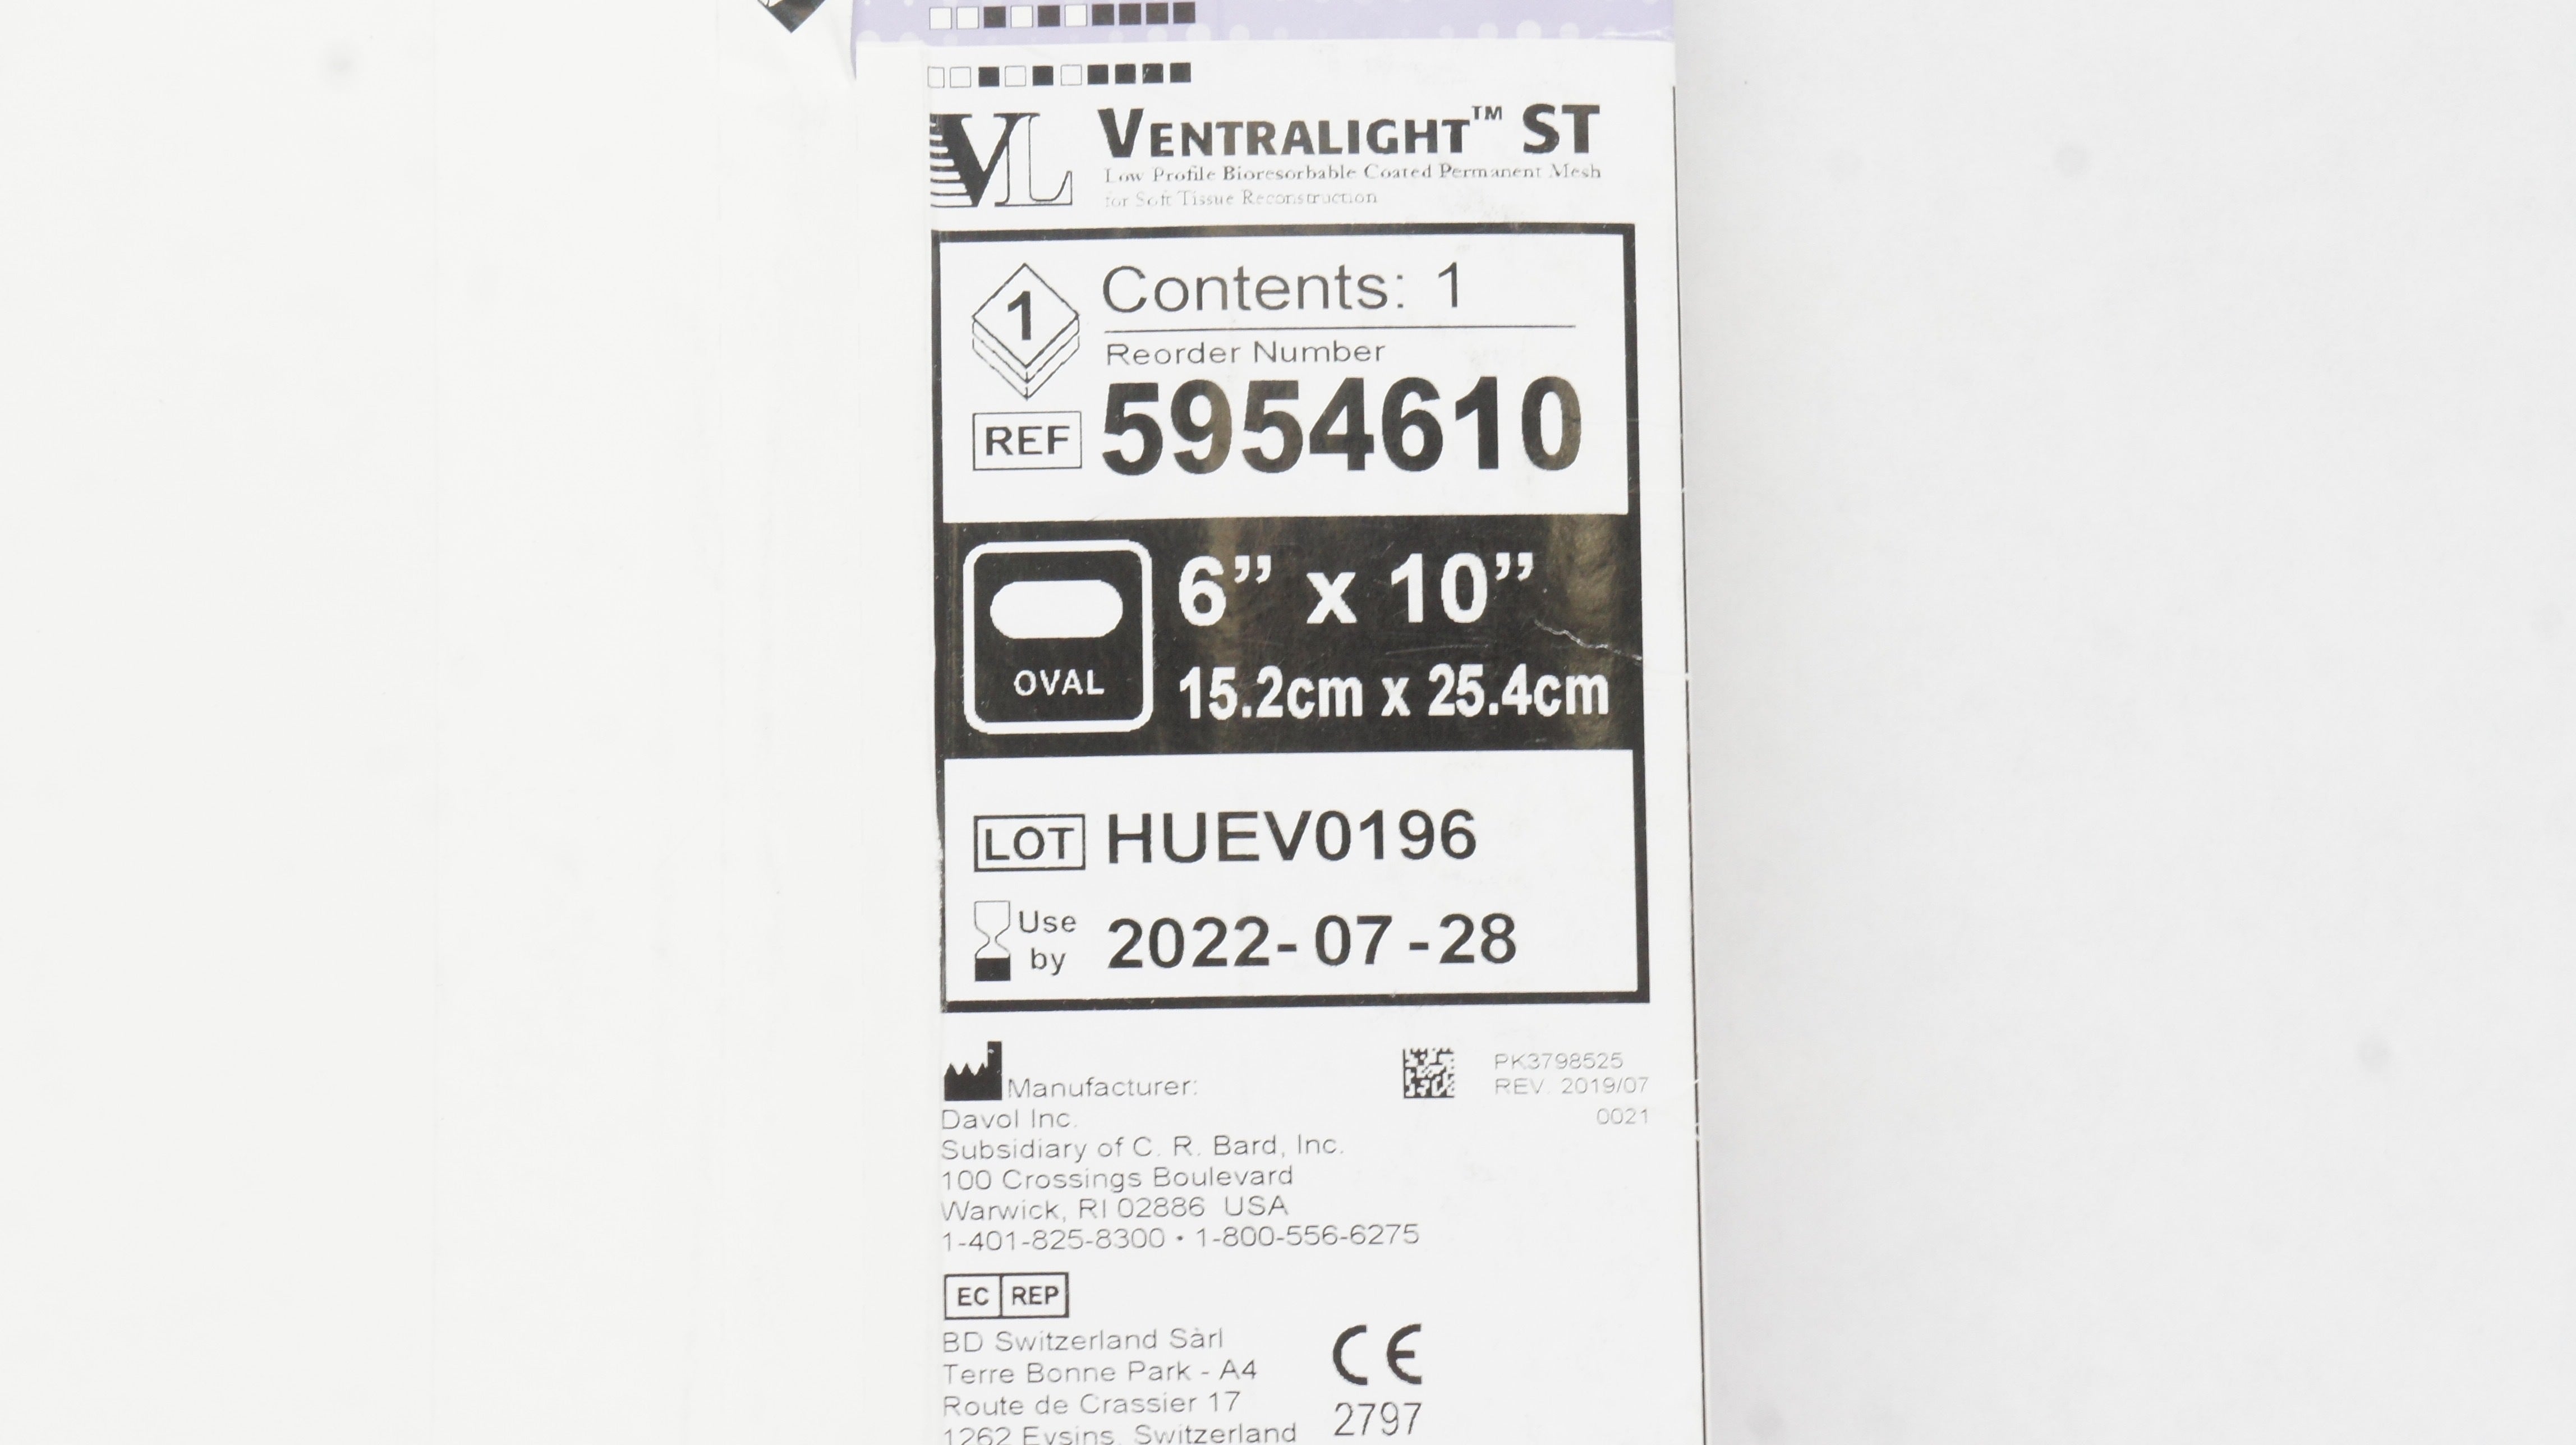 VL
VENTRALIGHT™ ST
Low Profile Bioresorbable Coated Permanent Mesh
for Soft Tissue Reconstruction
1
Contents: 1
Reorder Number
REF 5954610
6” x 10”
OVAL
15.2cm x 25.4cm
LOT HUEV0196
Use by 2022-07-28
Manufacturer:
PK3798525
REV. 2019/07
0021
Davol Inc.
Subsidiary of C. R. Bard, Inc.
100 Crossings Boulevard
Warwick, RI 02886 USA
1-401-825-8300 • 1-800-556-6275
EC REP
BD Switzerland Sàrl
Terre Bonne Park - A4
Route de Crassier 17
1262 Eysins, Switzerland
CE
2797